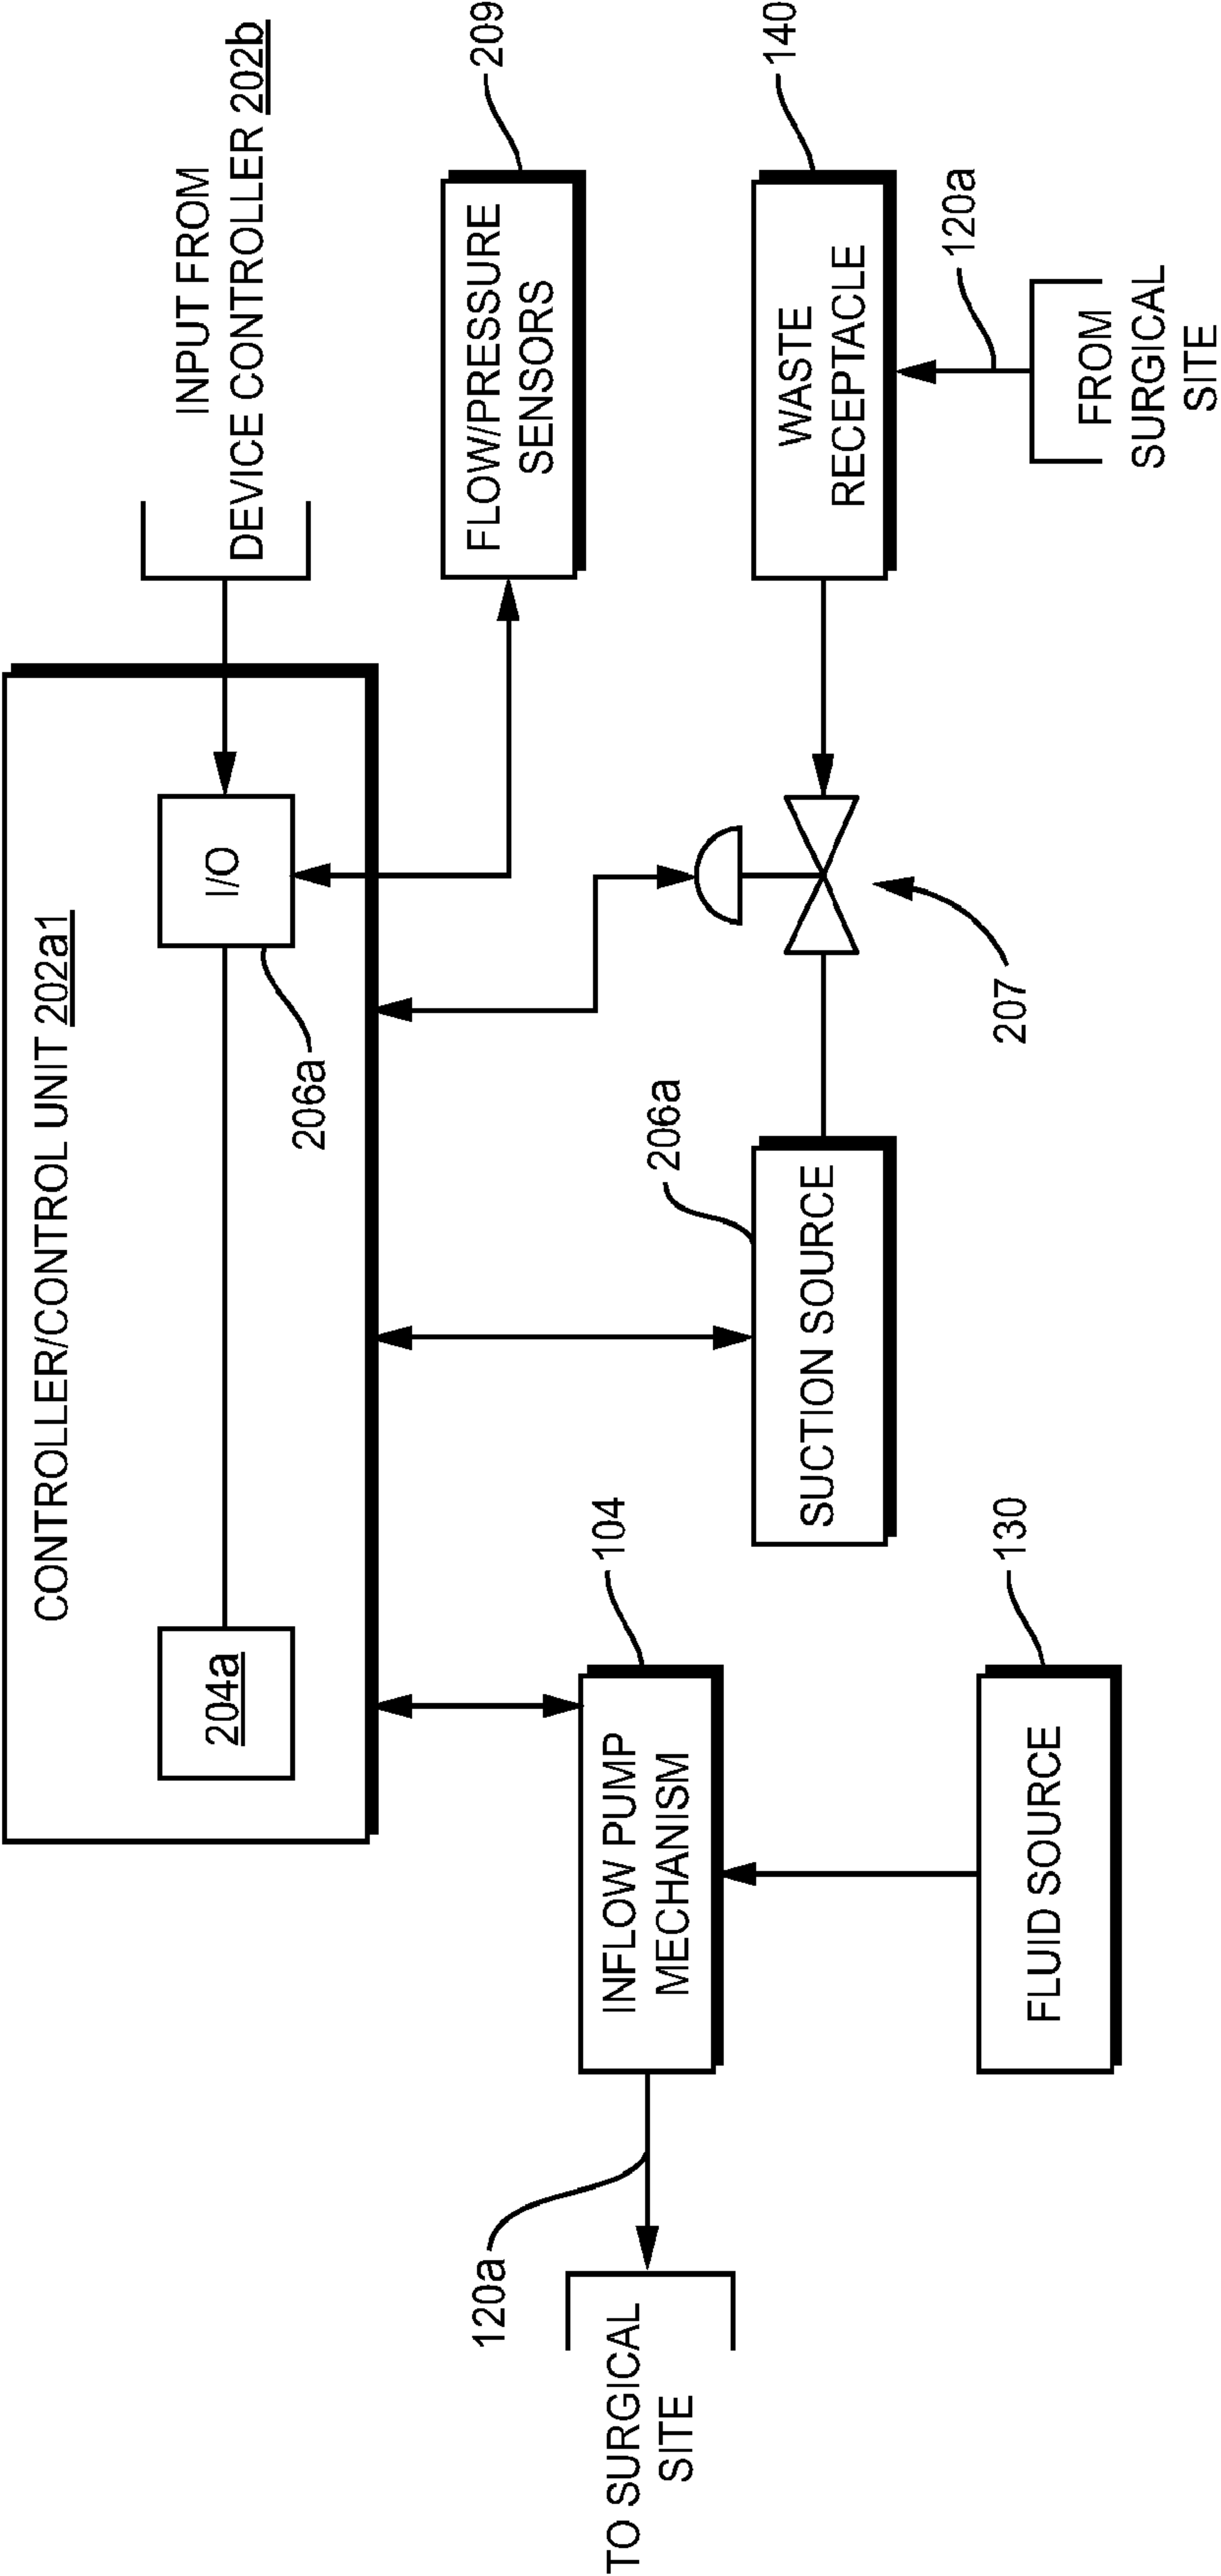 CONTROLLER/CONTROL UNIT 202a1
204a
I/O
206a
INPUT FROM
DEVICE CONTROLLER 202b
FLOW/PRESSURE
SENSORS
209
120a
TO SURGICAL
SITE
INFLOW PUMP
MECHANISM
104
206a
SUCTION SOURCE
207
WASTE
RECEPTACLE
140
120a
FROM
SURGICAL
SITE
FLUID SOURCE
130